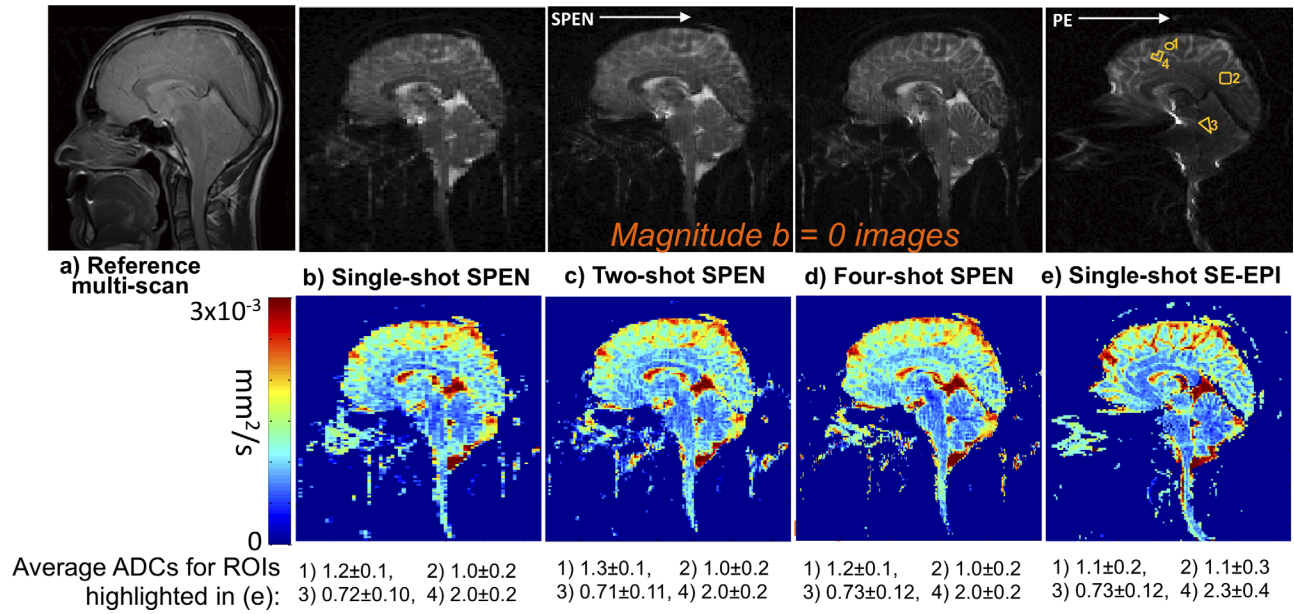 SPEN
PE
1
4
2
3
Magnitude b = 0 images
a) Reference
multi-scan
b) Single-shot SPEN
c) Two-shot SPEN
d) Four-shot SPEN
e) Single-shot SE-EPI
3x10-3
mm2/s
0
Average ADCs for ROIs
highlighted in (e):
1) 1.2±0.1, 2) 1.0±0.2
3) 0.72±0.10, 4) 2.0±0.2
1) 1.3±0.1, 2) 1.0±0.2
3) 0.71±0.11, 4) 2.0±0.2
1) 1.2±0.1, 2) 1.0±0.2
3) 0.73±0.12, 4) 2.0±0.2
1) 1.1±0.2, 2) 1.1±0.3
3) 0.73±0.12, 4) 2.3±0.4